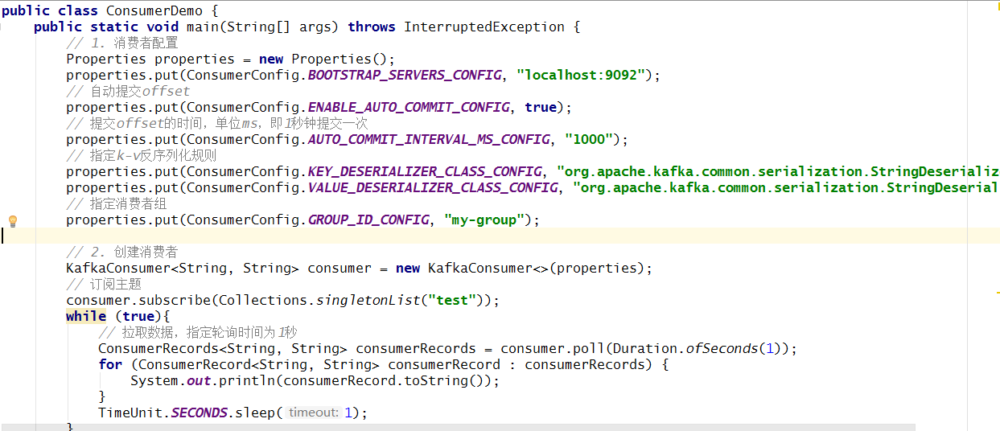 public class ConsumerDemo {
    public static void main(String[] args) throws InterruptedException {
        // 1. 消费者配置
        Properties properties = new Properties();
        properties.put(ConsumerConfig.BOOTSTRAP_SERVERS_CONFIG, "localhost:9092");
        // 自动提交offset
        properties.put(ConsumerConfig.ENABLE_AUTO_COMMIT_CONFIG, true);
        // 提交offset的时间，单位ms，即1秒钟提交一次
        properties.put(ConsumerConfig.AUTO_COMMIT_INTERVAL_MS_CONFIG, "1000");
        // 指定k-v反序列化规则
        properties.put(ConsumerConfig.KEY_DESERIALIZER_CLASS_CONFIG, "org.apache.kafka.common.serialization.StringDeserializ
        properties.put(ConsumerConfig.VALUE_DESERIALIZER_CLASS_CONFIG, "org.apache.kafka.common.serialization.StringDeserial
        // 指定消费者组
        properties.put(ConsumerConfig.GROUP_ID_CONFIG, "my-group");
        // 2. 创建消费者
        KafkaConsumer<String, String> consumer = new KafkaConsumer<>(properties);
        // 订阅主题
        consumer.subscribe(Collections.singletonList("test"));
        while (true){
            // 拉取数据，指定轮询时间为1秒
            ConsumerRecords<String, String> consumerRecords = consumer.poll(Duration.ofSeconds(1));
            for (ConsumerRecord<String, String> consumerRecord : consumerRecords) {
                System.out.println(consumerRecord.toString());
            }
            TimeUnit.SECONDS.sleep( timeout: 1);
        }